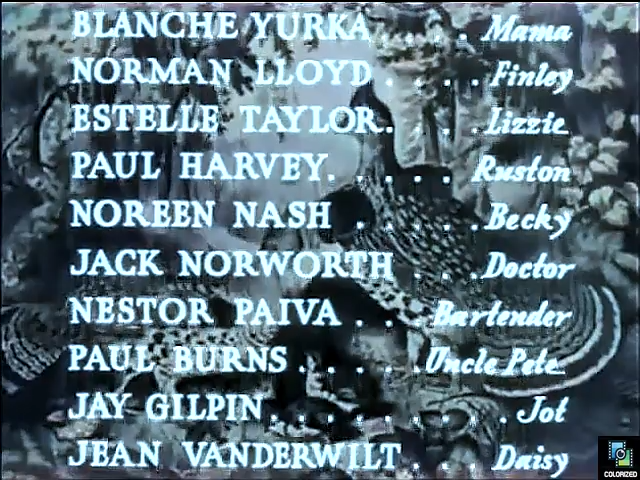 BLANCHE YURKA . . . . Mama
NORMAN LLOYD . . . . Finley
ESTELLE TAYLOR. . . . Lizzie
PAUL HARVEY. . . . . Ruston
NOREEN NASH . . . . . Becky
JACK NORWORTH . . . Doctor
NESTOR PAIVA . . . Bartender
PAUL BURNS . . . . . Uncle Pete
JAY GILPIN . . . . . . . . Jot
JEAN VANDERWILT . . . Daisy
COLORIZED